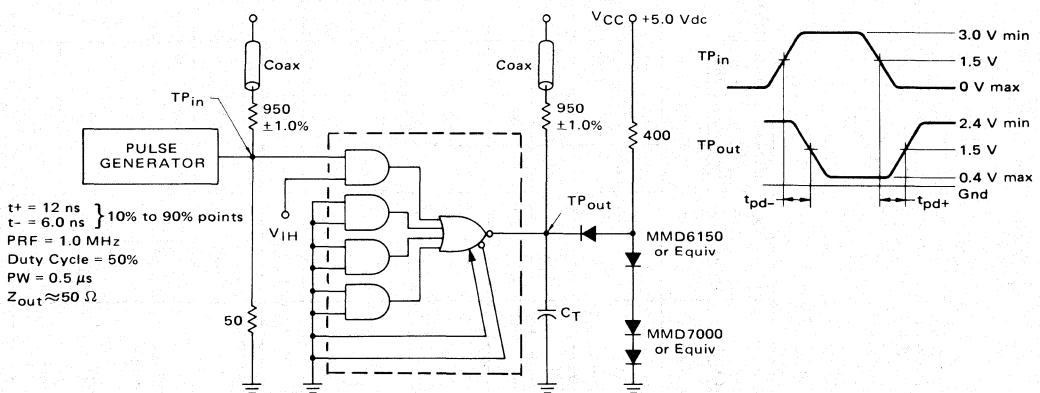 Coax
TPin
950
±1.0%
PULSE
GENERATOR
t+ = 12 ns
t− = 6.0 ns
} 10% to 90% points
PRF = 1.0 MHz
Duty Cycle = 50%
PW = 0.5 µs
Zout ≈ 50 Ω
50
VIH
Coax
950
±1.0%
VCC
+5.0 Vdc
400
TPout
CT
MMD6150
or Equiv
MMD7000
or Equiv
TPin
3.0 V min
1.5 V
0 V max
TPout
2.4 V min
1.5 V
0.4 V max
Gnd
tpd−
tpd+